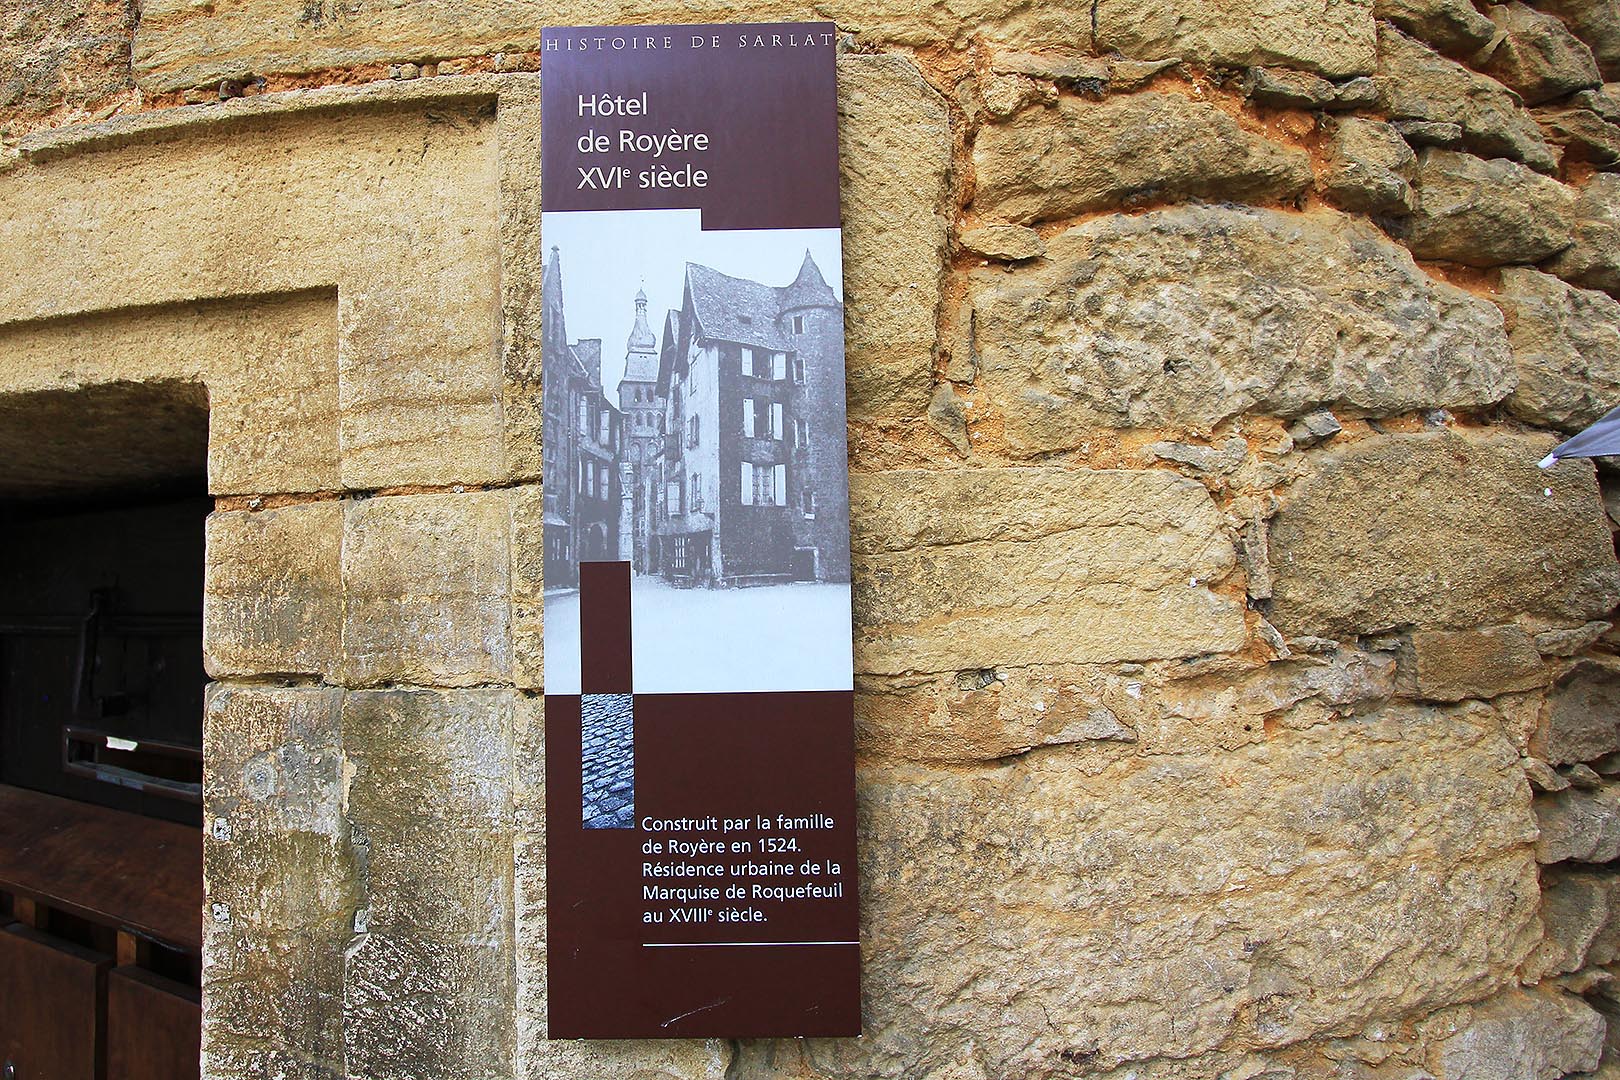 HISTOIRE DE SARLAT
Hôtel
de Royère
XVIe siècle
Construit par la famille
de Royère en 1524.
Résidence urbaine de la
Marquise de Roquefeuil
au XVIIIe siècle.